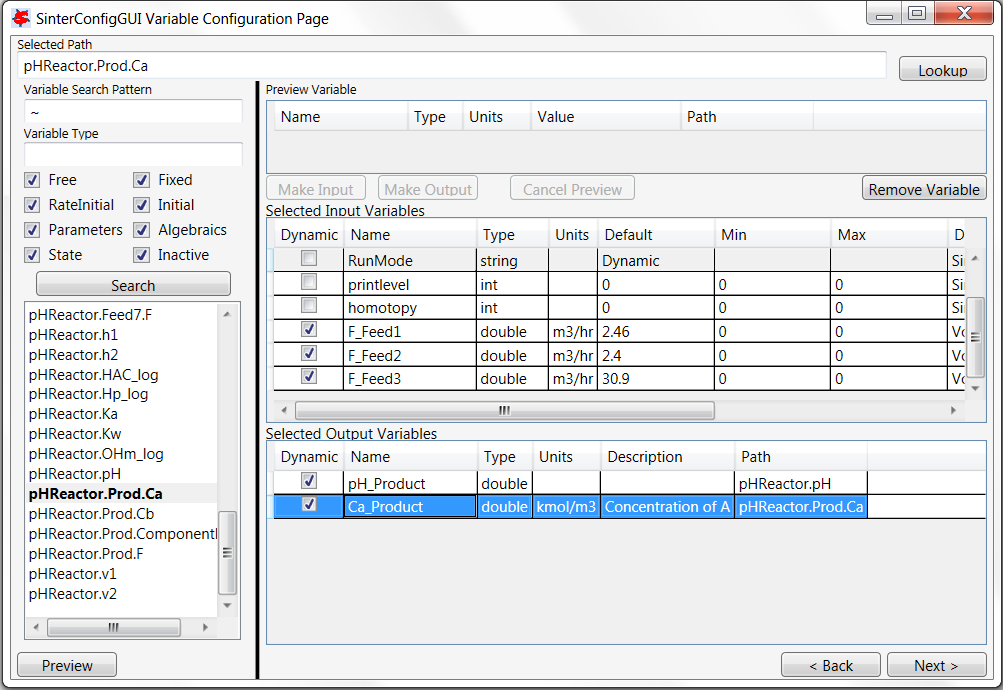 SinterConfigGUI Variable Configuration Page
Selected Path
pHReactor.Prod.Ca
Lookup
Variable Search Pattern
~
Variable Type
Free Fixed
RateInitial Initial
Parameters Algebraics
State Inactive
Search
pHReactor.Feed7.F
pHReactor.h1
pHReactor.h2
pHReactor.HAC_log
pHReactor.Hp_log
pHReactor.Ka
pHReactor.Kw
pHReactor.OHm_log
pHReactor.pH
pHReactor.Prod.Ca
pHReactor.Prod.Cb
pHReactor.Prod.Component
pHReactor.Prod.F
pHReactor.v1
pHReactor.v2
Preview
Preview Variable
Name Type Units Value Path
Make Input Make Output Cancel Preview Remove Variable
Selected Input Variables
Dynamic Name Type Units Default Min Max D
RunMode string Dynamic Si
printlevel int 0 0 0 Si
homotopy int 0 0 0 Si
F_Feed1 double m3/hr 2.46 0 0 Vo
F_Feed2 double m3/hr 2.4 0 0 Vo
F_Feed3 double m3/hr 30.9 0 0 Vo
Selected Output Variables
Dynamic Name Type Units Description Path
pH_Product double pHReactor.pH
Ca_Product double kmol/m3 Concentration of A pHReactor.Prod.Ca
< Back Next >